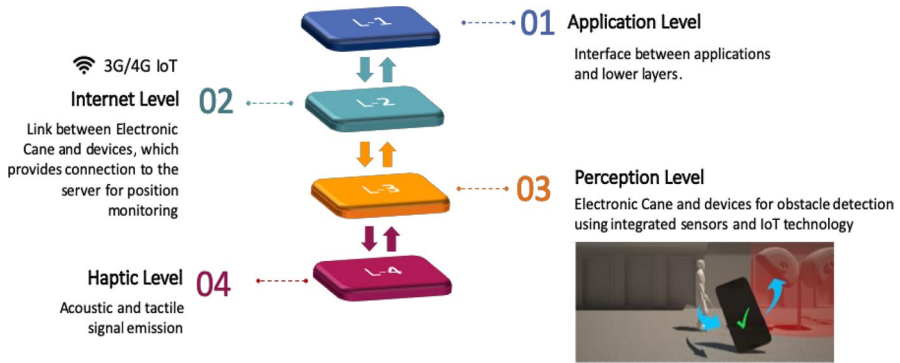 L-1
01
Application Level
Interface between applications
and lower layers.
3G/4G IoT
Internet Level
02
L-2
Link between Electronic
Cane and devices, which
provides connection to the
server for position
monitoring
L-3
03
Perception Level
Electronic Cane and devices for obstacle detection
using integrated sensors and IoT technology
Haptic Level
04
L-4
Acoustic and tactile
signal emission